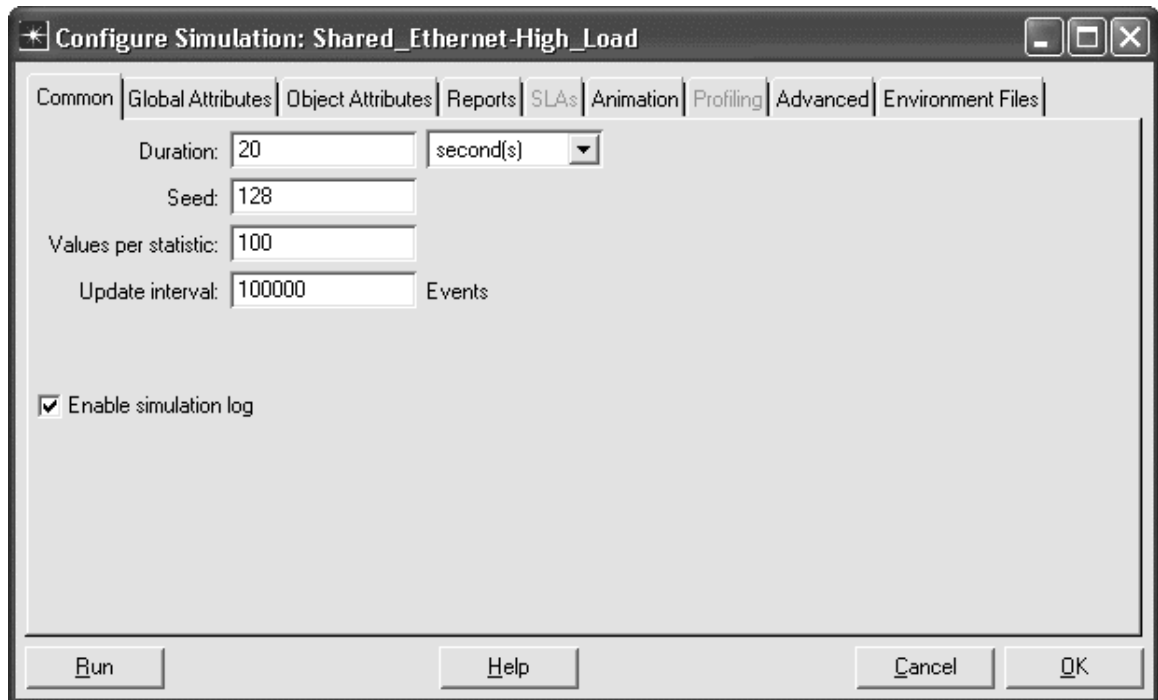 Configure Simulation: Shared_Ethernet-High_Load
Common Global Attributes Object Attributes Reports SLAs Animation Profiling Advanced Environment Files
Duration: 20 second(s)
Seed: 128
Values per statistic: 100
Update interval: 100000 Events
Enable simulation log
Run Help Cancel OK